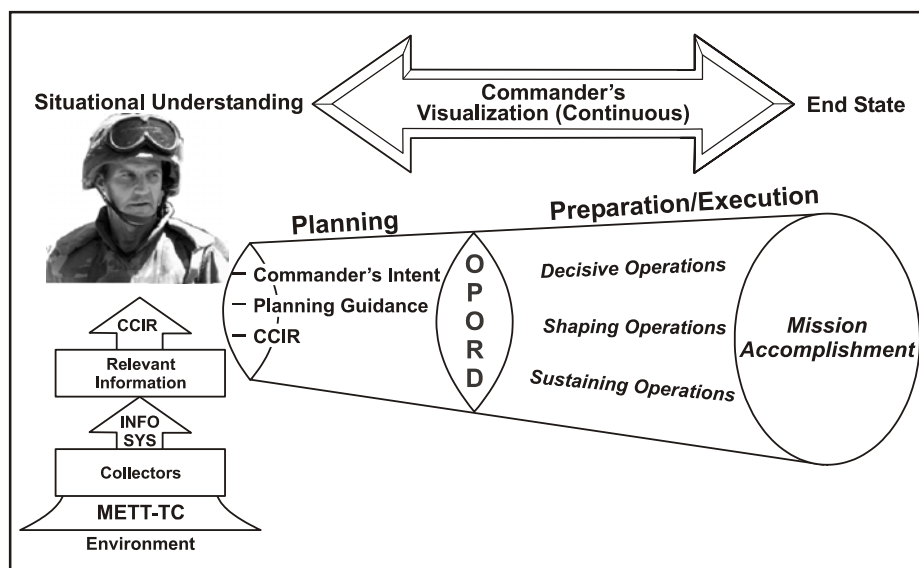 Commander's
Visualization (Continuous)
Situational Understanding
End State
Planning
Preparation/Execution
Commander's Intent
Planning Guidance
CCIR
O
P
O
R
D
Decisive Operations
Shaping Operations
Sustaining Operations
Mission
Accomplishment
CCIR
Relevant
Information
INFO
SYS
Collectors
METT-TC
Environment